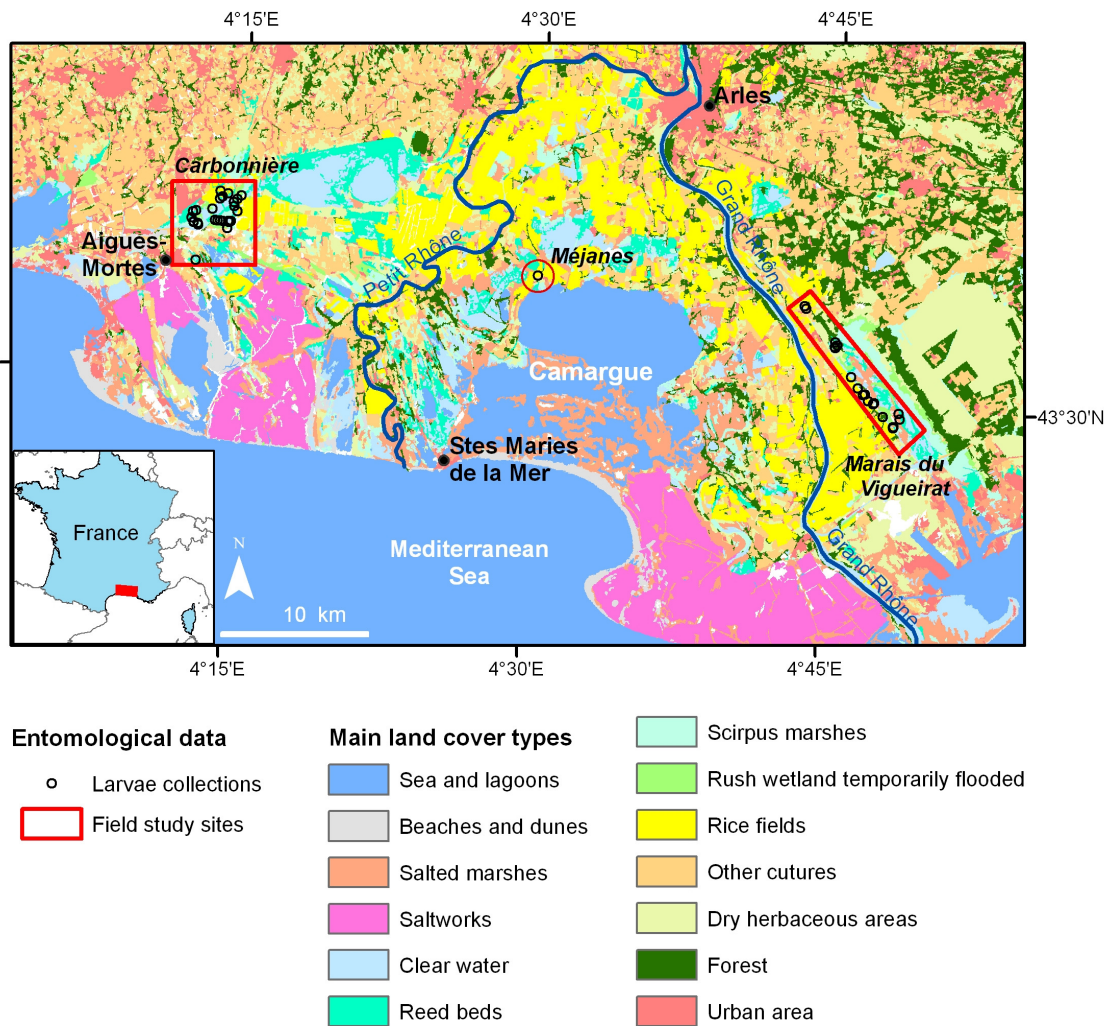 4°15'E
4°30'E
4°45'E
Arles
Carbonnière
Aigues-
Mortes
Petit Rhône
Grand Rhône
Méjanes
Camargue
43°30'N
Stes Maries
de la Mer
Marais du
Vigueirat
France
N
Mediterranean
Sea
Grand Rhône
10 km
4°15'E
4°30'E
4°45'E
Entomological data
Larvae collections
Field study sites
Main land cover types
Sea and lagoons
Beaches and dunes
Salted marshes
Saltworks
Clear water
Reed beds
Scirpus marshes
Rush wetland temporarily flooded
Rice fields
Other cutures
Dry herbaceous areas
Forest
Urban area